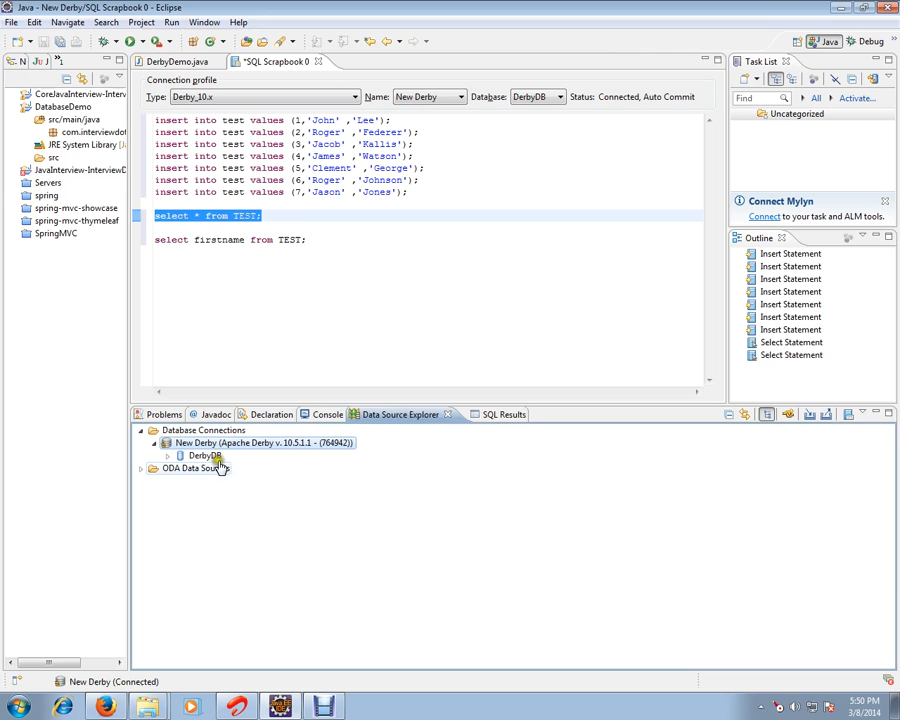 Java - New Derby/SQL Scrapbook 0 - Eclipse
File Edit Navigate Search Project Run Window Help
Java Debug
N J »1
DerbyDemo.java *SQL Scrapbook 0
Task List
Connection profile
Type: Derby_10.x Name: New Derby Database: DerbyDB Status: Connected, Auto Commit
Find All Activate...
Uncategorized
CoreJavaInterview-Interv
DatabaseDemo
src/main/java
com.interviewdot
JRE System Library [Ja
src
JavaInterview-InterviewD
Servers
spring
spring-mvc-showcase
spring-mvc-thymeleaf
SpringMVC
insert into test values (1,'John' ,'Lee');
insert into test values (2,'Roger' ,'Federer');
insert into test values (3,'Jacob' ,'Kallis');
insert into test values (4,'James' ,'Watson');
insert into test values (5,'Clement' ,'George');
insert into test values (6,'Roger' ,'Johnson');
insert into test values (7,'Jason' ,'Jones');
select * from TEST;
select firstname from TEST;
Connect Mylyn
Connect to your task and ALM tools.
Outline
Insert Statement
Insert Statement
Insert Statement
Insert Statement
Insert Statement
Insert Statement
Insert Statement
Select Statement
Select Statement
Problems @ Javadoc Declaration Console Data Source Explorer SQL Results
Database Connections
New Derby (Apache Derby v. 10.5.1.1 - (764942))
DerbyDB
ODA Data Sources
New Derby (Connected)
5:50 PM
3/8/2014